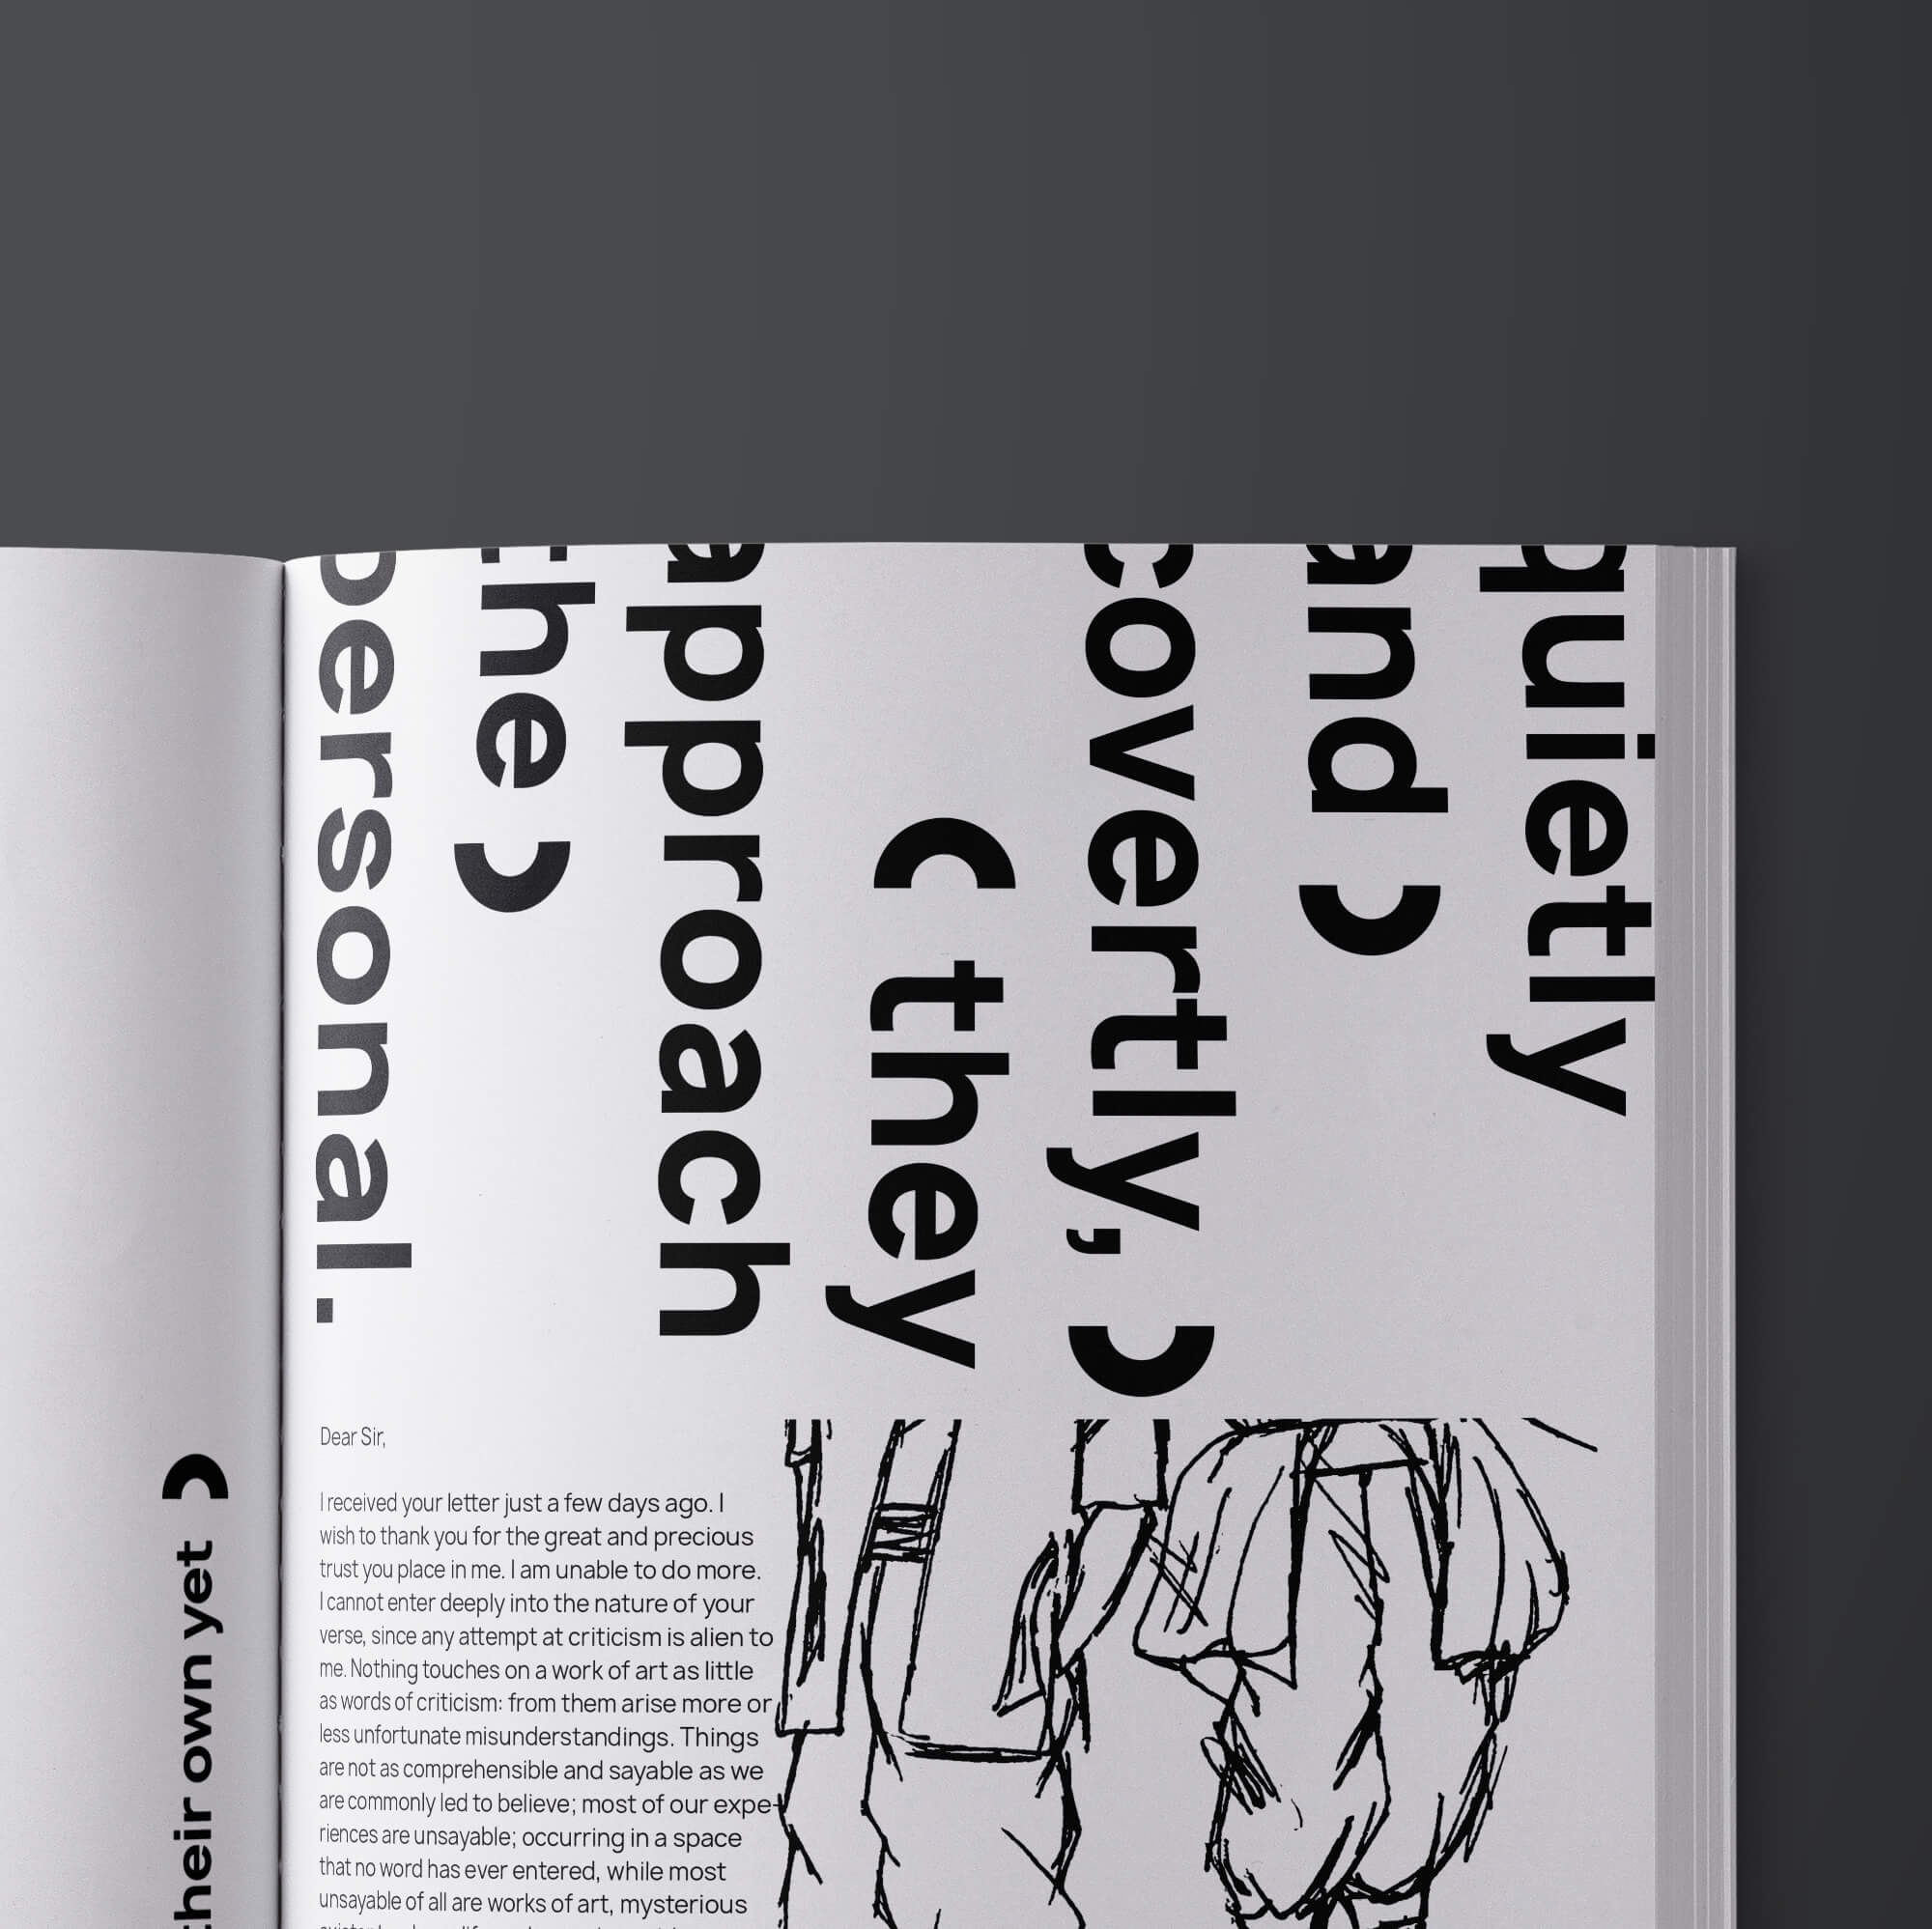 their own yet )
quietly
and )
covertly, )
( they
approach
the )
personal.
Dear Sir,
I received your letter just a few days ago. I
wish to thank you for the great and precious
trust you place in me. I am unable to do more.
I cannot enter deeply into the nature of your
verse, since any attempt at criticism is alien to
me. Nothing touches on a work of art as little
as words of criticism: from them arise more or
less unfortunate misunderstandings. Things
are not as comprehensible and sayable as we
are commonly led to believe; most of our expe-
riences are unsayable; occurring in a space
that no word has ever entered, while most
unsayable of all are works of art, mysterious